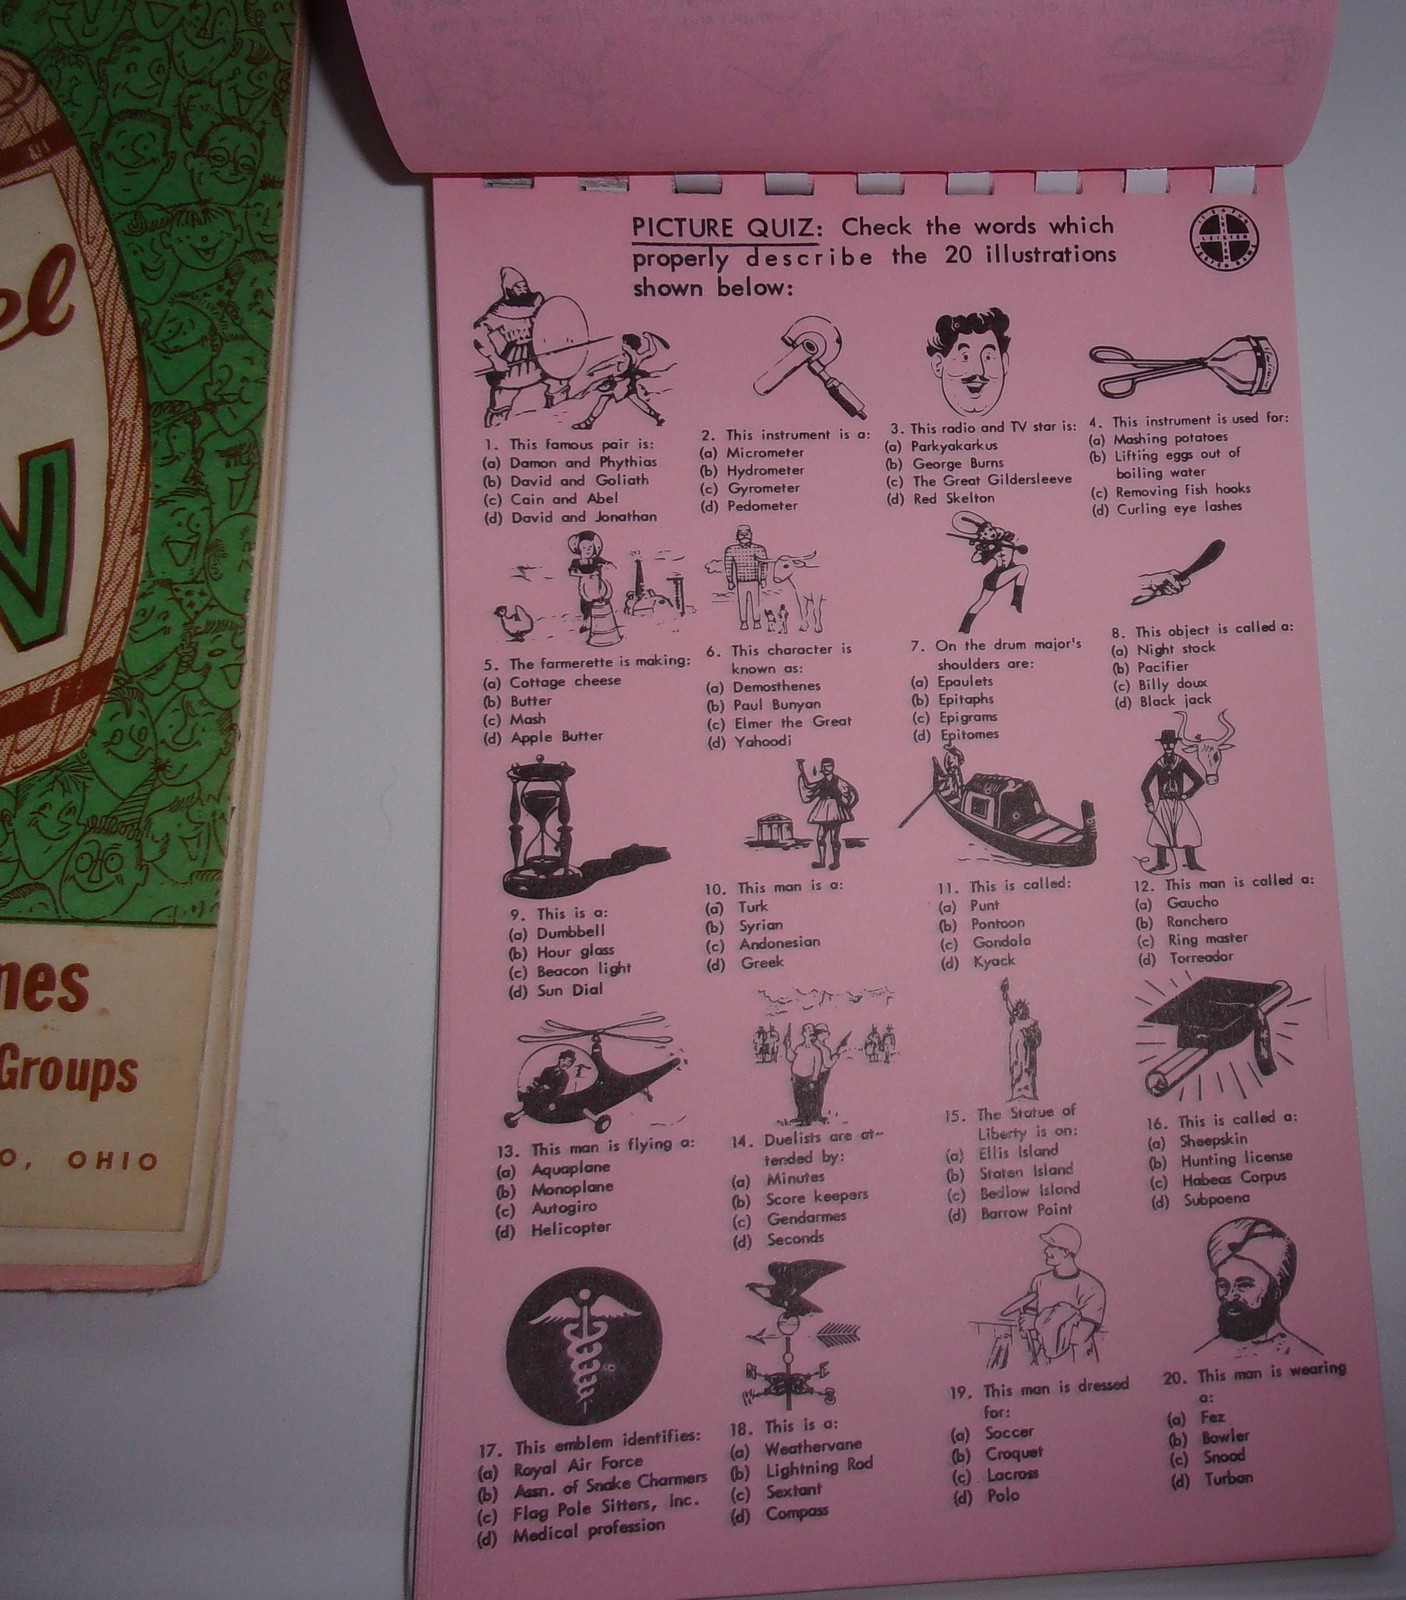 el
N
nes
Groups
O, OHIO
PICTURE QUIZ: Check the words which
properly describe the 20 illustrations
shown below:
1. This famous pair is:
(a) Damon and Phythias
(b) David and Goliath
(c) Cain and Abel
(d) David and Jonathan
2. This instrument is a:
(a) Micrometer
(b) Hydrometer
(c) Gyrometer
(d) Pedometer
3. This radio and TV star is:
(a) Parkyakarkus
(b) George Burns
(c) The Great Gildersleeve
(d) Red Skelton
4. This instrument is used for:
(a) Mashing potatoes
(b) Lifting eggs out of
boiling water
(c) Removing fish hooks
(d) Curling eye lashes
5. The farmerette is making:
(a) Cottage cheese
(b) Butter
(c) Mash
(d) Apple Butter
6. This character is
known as:
(a) Demosthenes
(b) Paul Bunyan
(c) Elmer the Great
(d) Yahoodi
7. On the drum major's
shoulders are:
(a) Epaulets
(b) Epitaphs
(c) Epigrams
(d) Epitomes
8. This object is called a:
(a) Night stock
(b) Pacifier
(c) Billy doux
(d) Black jack
9. This is a:
(a) Dumbbell
(b) Hour glass
(c) Beacon light
(d) Sun Dial
10. This man is a:
(a) Turk
(b) Syrian
(c) Andonesian
(d) Greek
11. This is called:
(a) Punt
(b) Pontoon
(c) Gondola
(d) Kyack
12. This man is called a:
(a) Gaucho
(b) Ranchero
(c) Ring master
(d) Torreador
13. This man is flying a:
(a) Aquaplane
(b) Monoplane
(c) Autogiro
(d) Helicopter
14. Duelists are at-
tended by:
(a) Minutes
(b) Score keepers
(c) Gendarmes
(d) Seconds
15. The Statue of
Liberty is on:
(a) Ellis Island
(b) Staten Island
(c) Bedlow Island
(d) Barrow Point
16. This is called a:
(a) Sheepskin
(b) Hunting license
(c) Habeas Corpus
(d) Subpoena
17. This emblem identifies:
(a) Royal Air Force
(b) Assn. of Snake Charmers
(c) Flag Pole Sitters, Inc.
(d) Medical profession
18. This is a:
(a) Weathervane
(b) Lightning Rod
(c) Sextant
(d) Compass
19. This man is dressed
for:
(a) Soccer
(b) Croquet
(c) Lacross
(d) Polo
20. This man is wearing
a:
(a) Fez
(b) Bowler
(c) Snood
(d) Turban